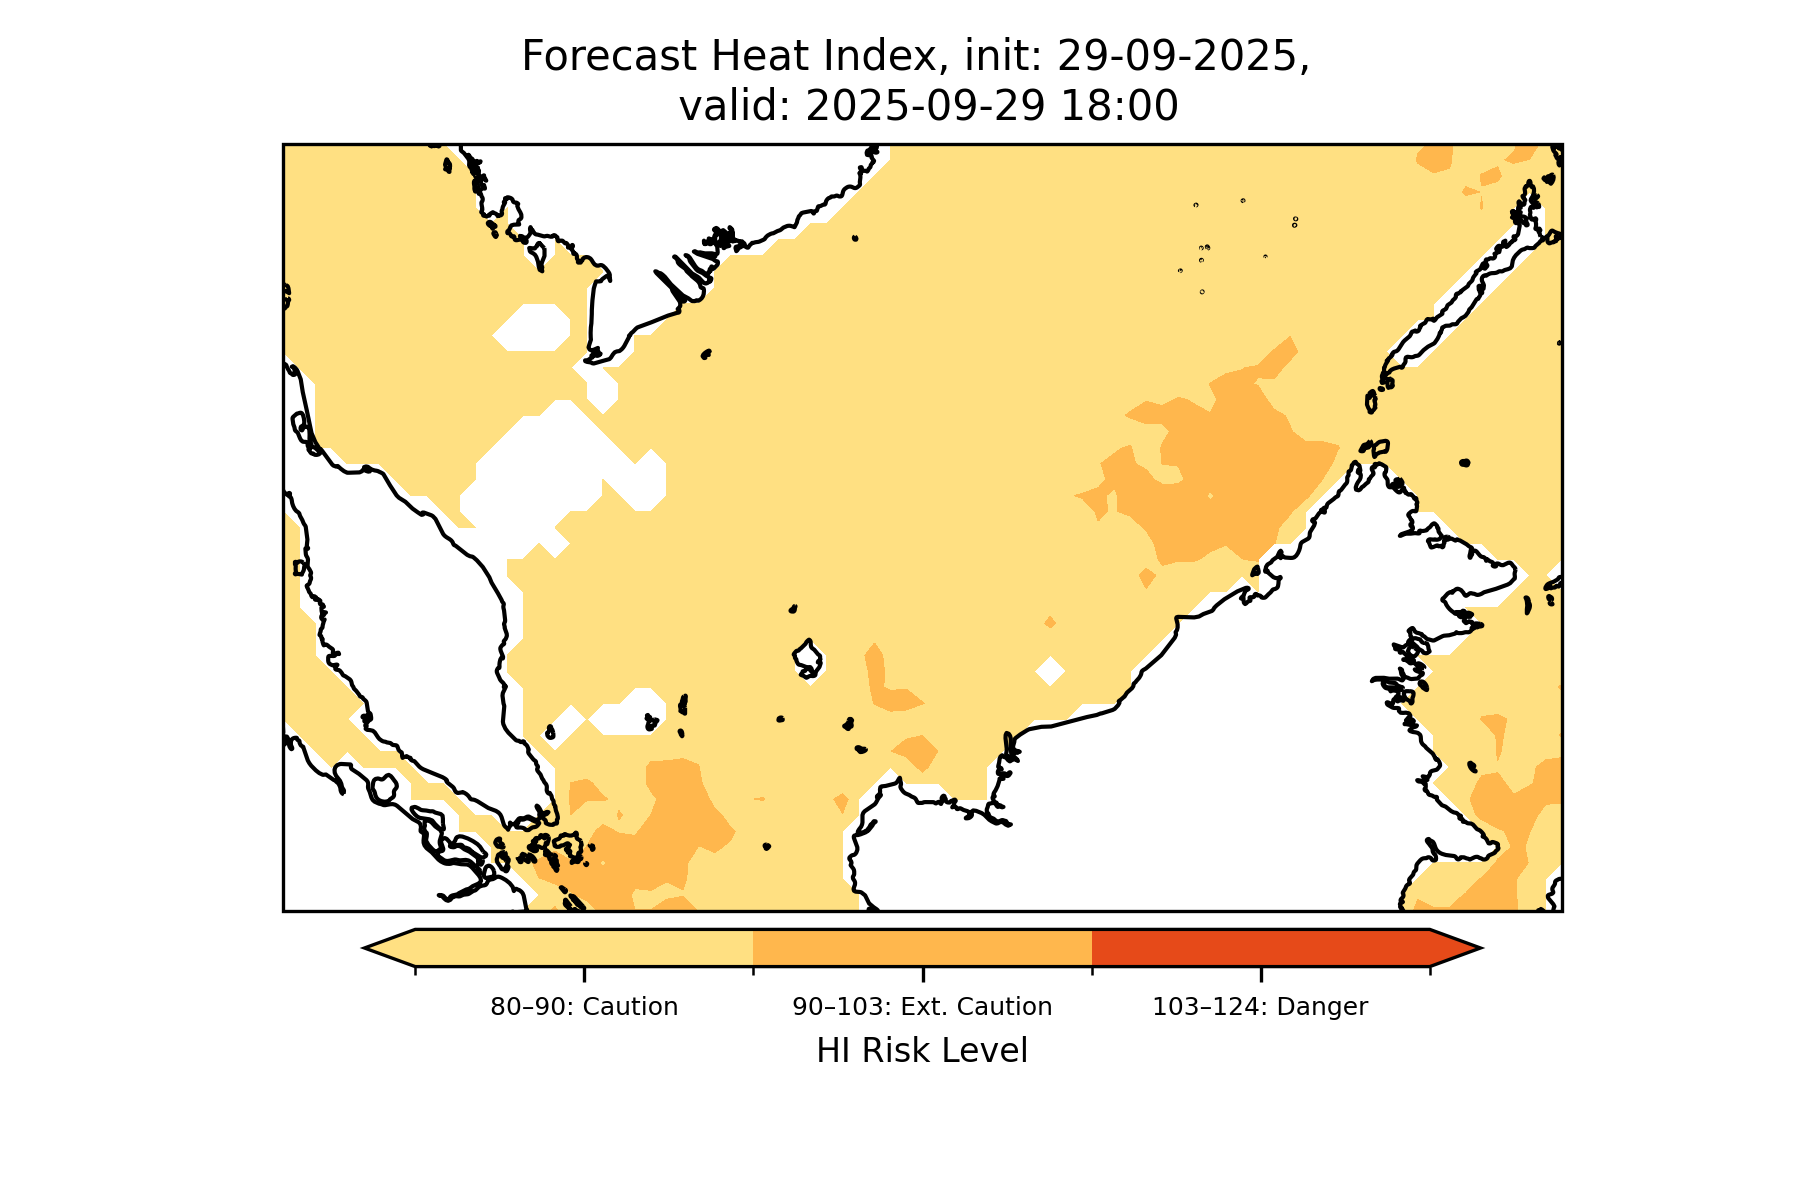 Forecast Heat Index, init: 29-09-2025,
valid: 2025-09-29 18:00
80–90: Caution
90–103: Ext. Caution
103–124: Danger
HI Risk Level